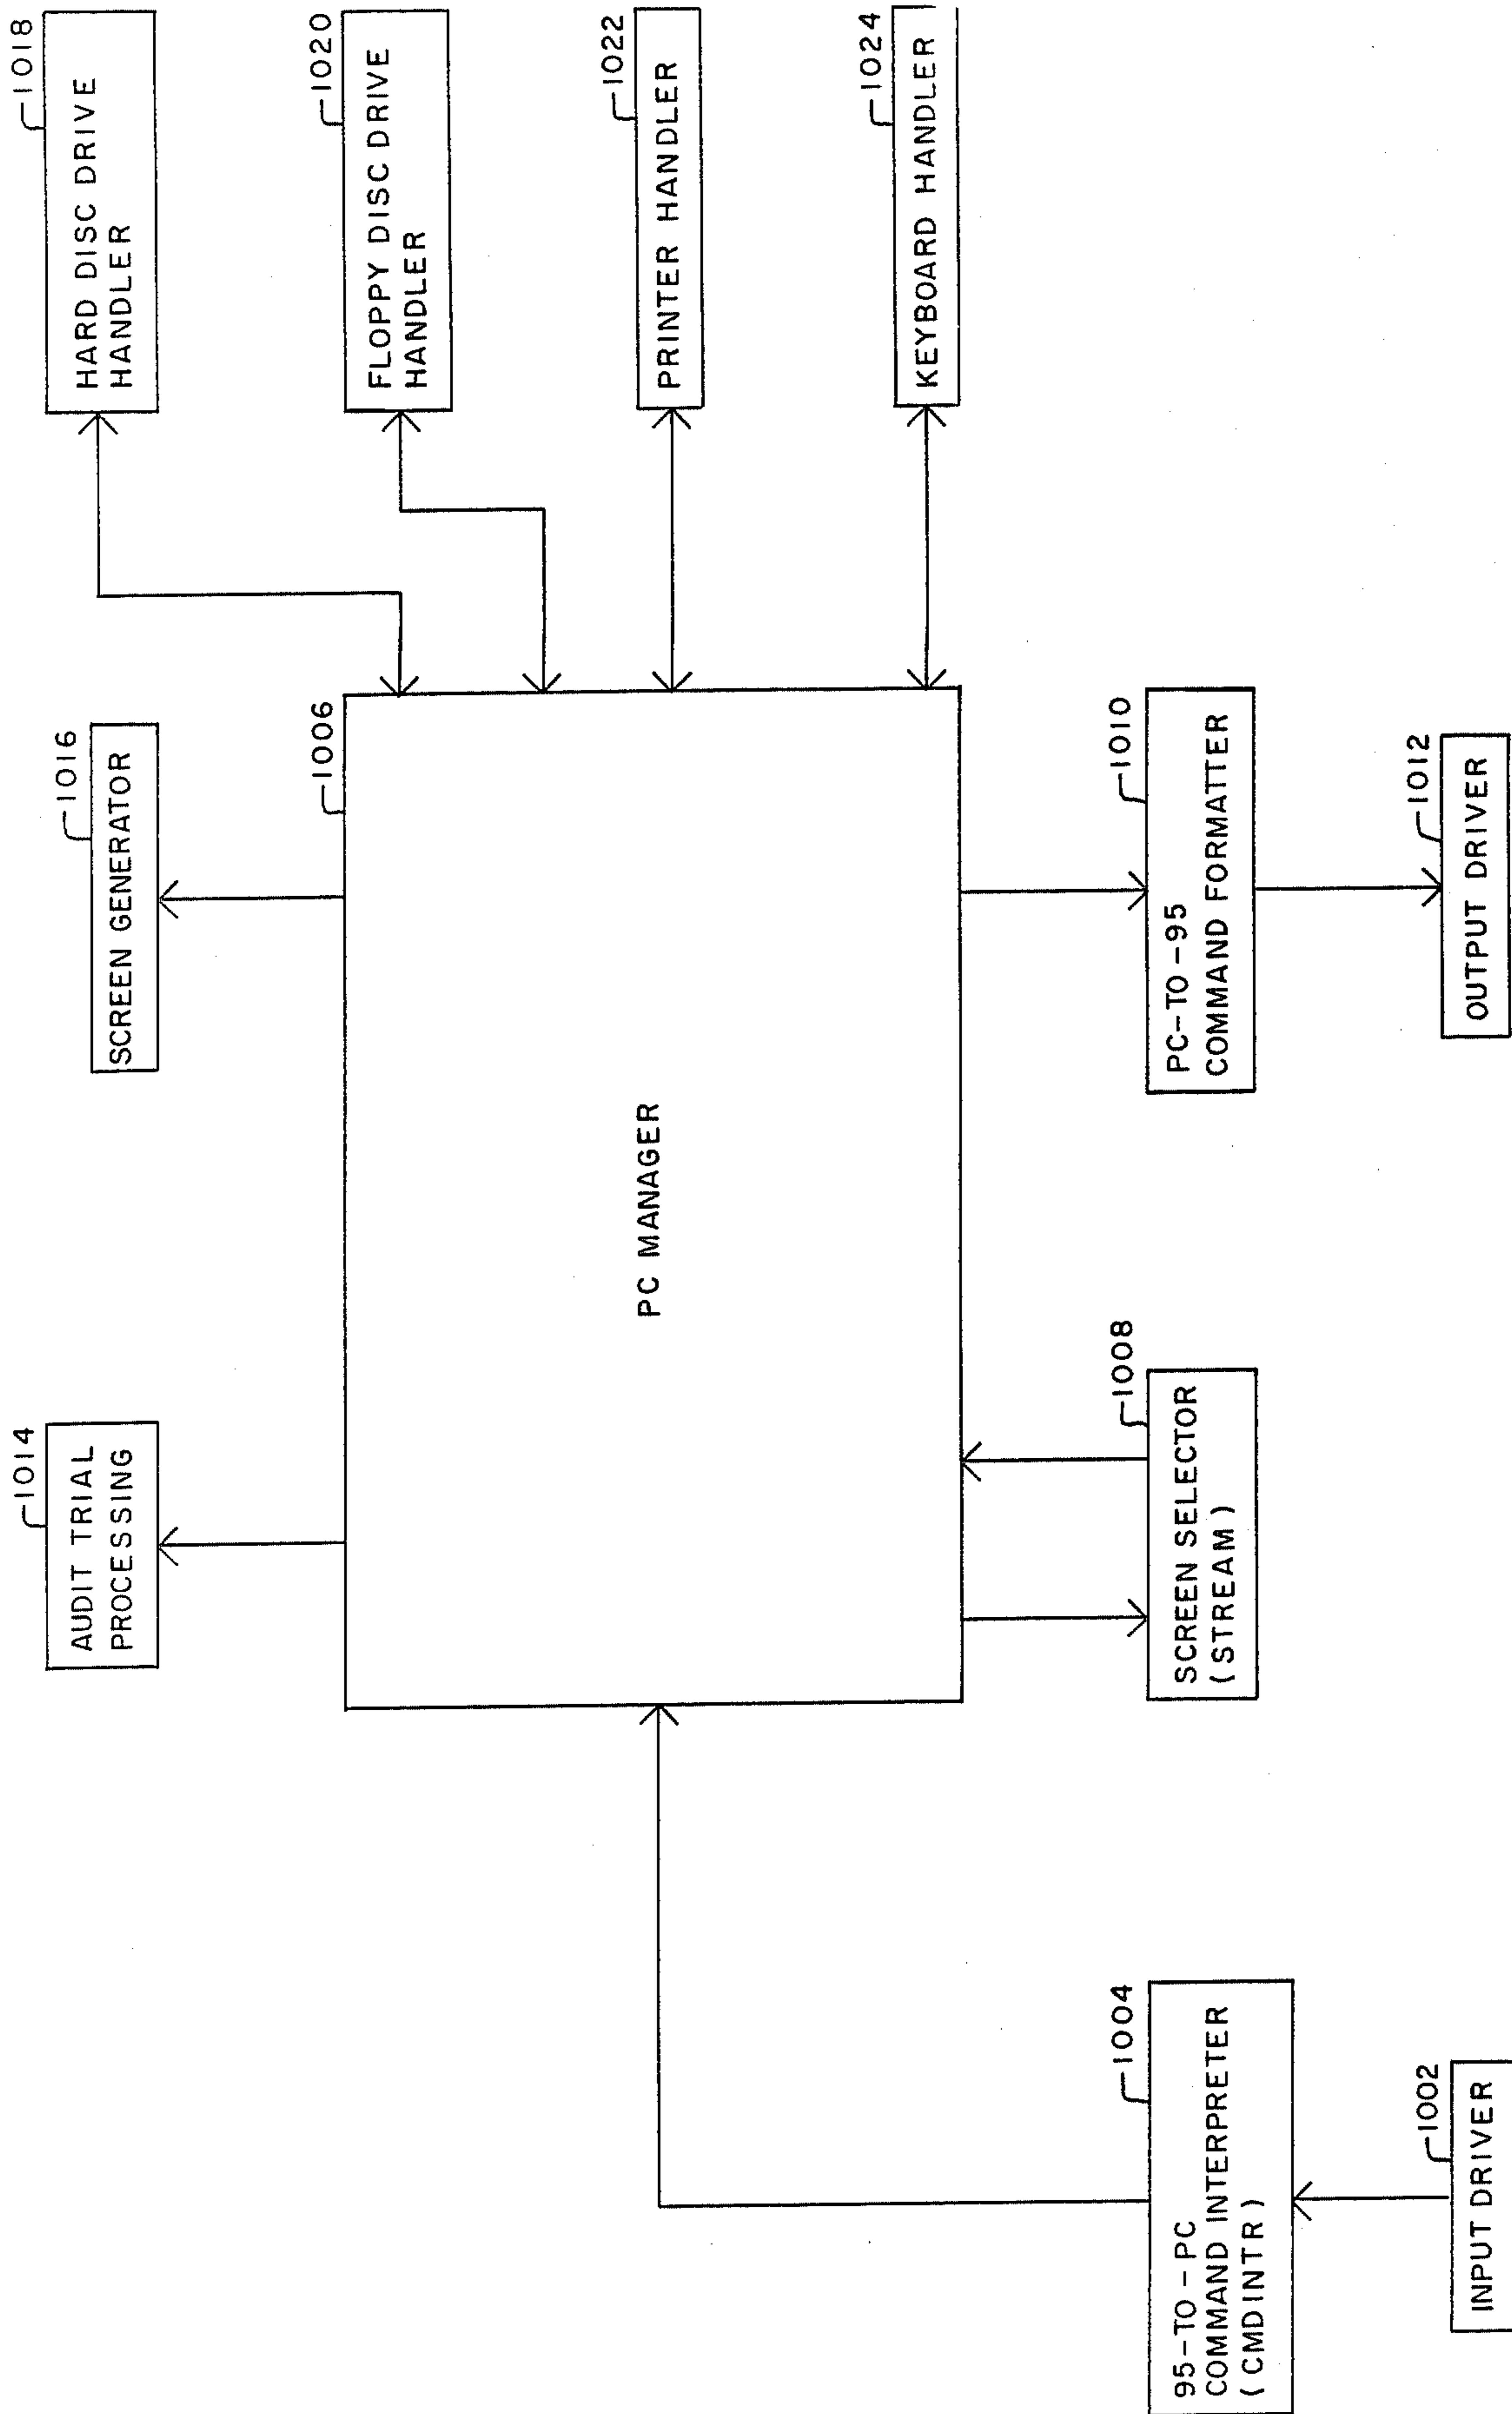 1014
AUDIT TRIAL
PROCESSING
1016
SCREEN GENERATOR
1018
HARD DISC DRIVE
HANDLER
1006
PC MANAGER
1020
FLOPPY DISC DRIVE
HANDLER
1022
PRINTER HANDLER
1024
KEYBOARD HANDLER
1004
95-TO-PC
COMMAND INTERPRETER
(CMDINTR)
1008
SCREEN SELECTOR
(STREAM)
1010
PC-TO-95
COMMAND FORMATTER
1002
INPUT DRIVER
1012
OUTPUT DRIVER